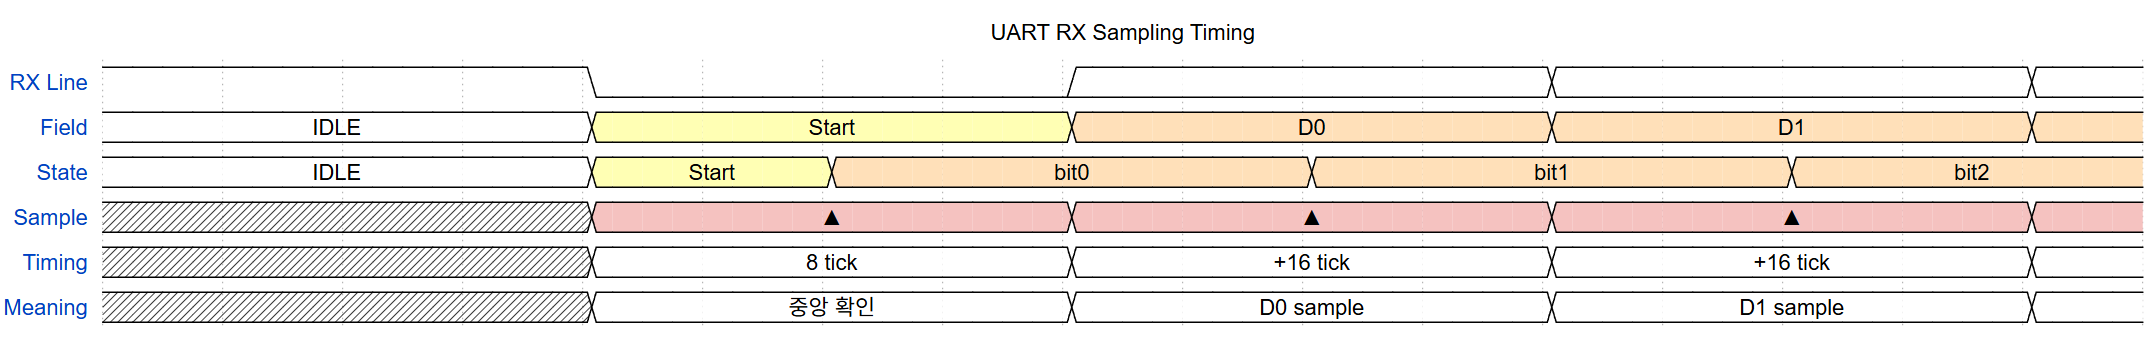 UART RX Sampling Timing
RX Line
Field IDLE Start D0 D1
State IDLE Start bit0 bit1 bit2
Sample ▲ ▲ ▲
Timing 8 tick +16 tick +16 tick
Meaning 중앙 확인 D0 sample D1 sample